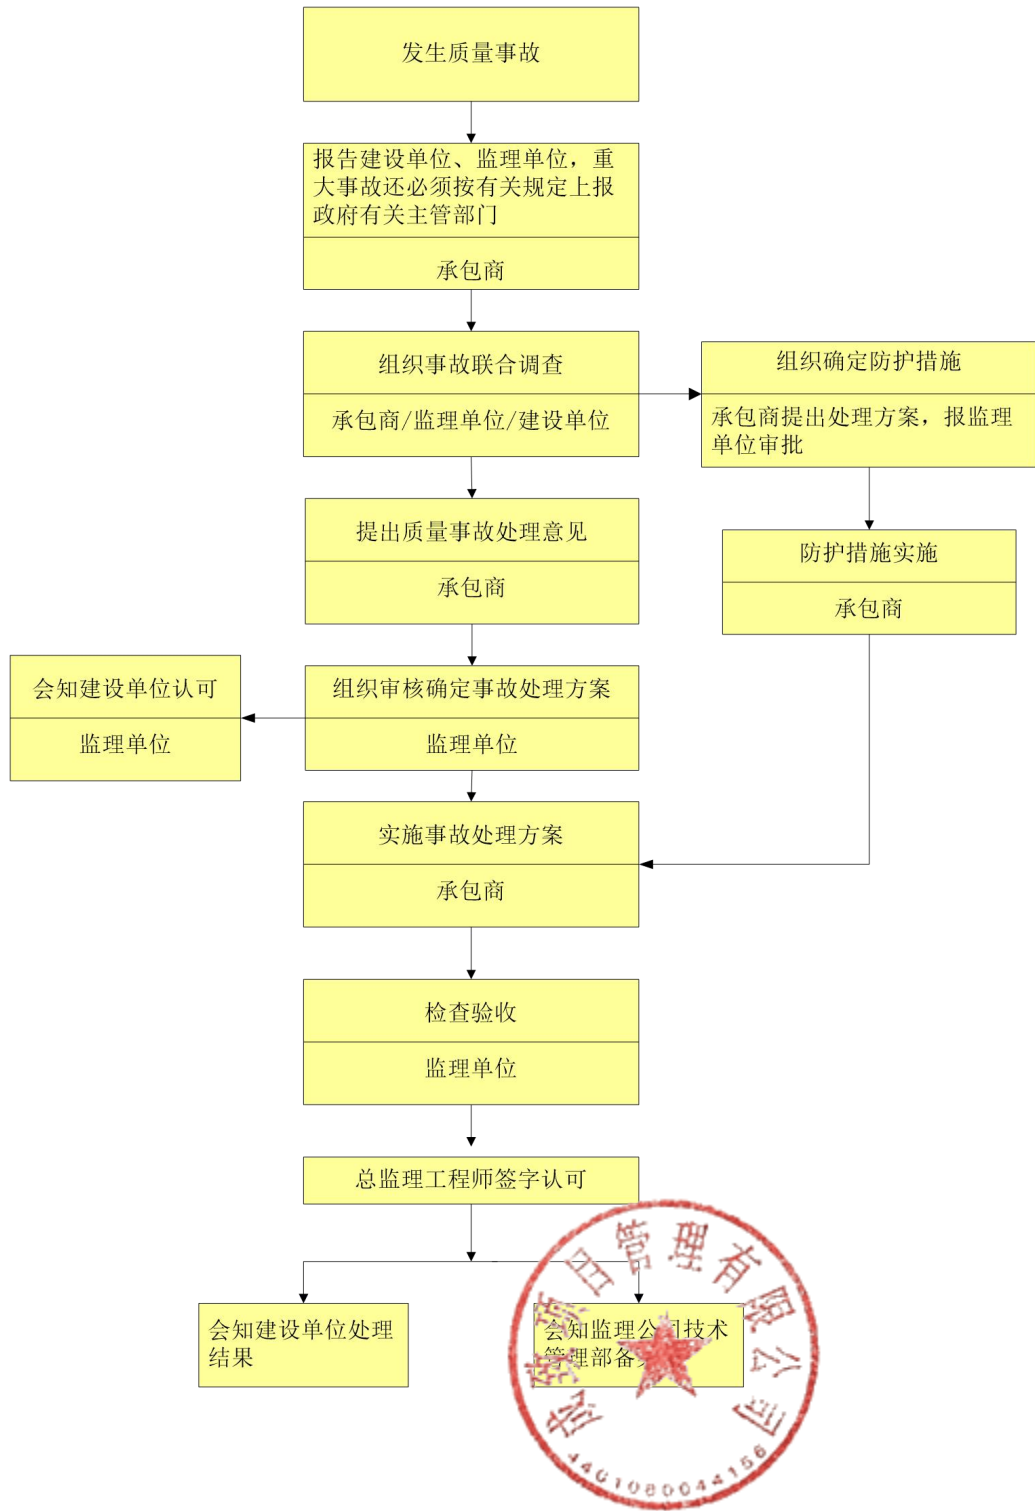 发生质量事故
报告建设单位、监理单位，重
大事故还必须按有关规定上报
政府有关主管部门
承包商
组织事故联合调查
承包商/监理单位/建设单位
组织确定防护措施
承包商提出处理方案，报监理
单位审批
提出质量事故处理意见
承包商
防护措施实施
承包商
会知建设单位认可
监理单位
组织审核确定事故处理方案
监理单位
实施事故处理方案
承包商
检查验收
监理单位
总监理工程师签字认可
会知建设单位处理
结果
会知监理公司技术
管理部备
项目管理有限公司